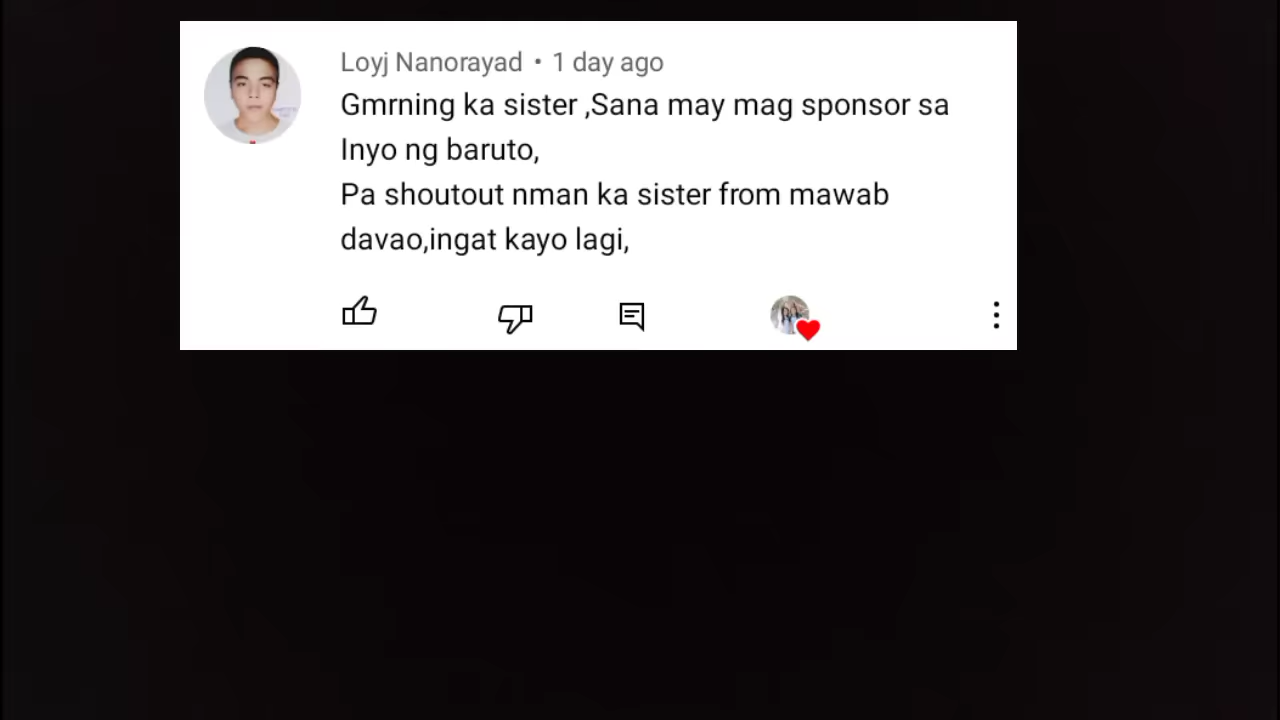 Loyj Nanorayad • 1 day ago
Gmrning ka sister ,Sana may mag sponsor sa
Inyo ng baruto,
Pa shoutout nman ka sister from mawab
davao,ingat kayo lagi,